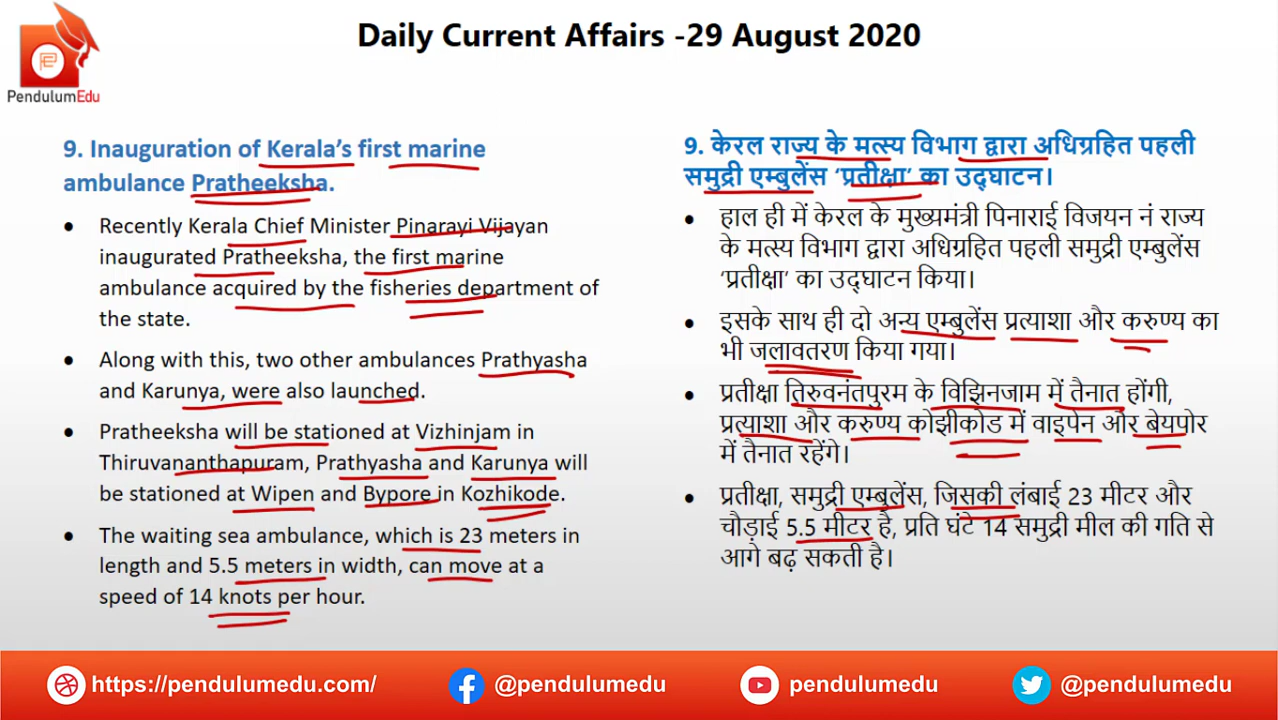 PendulumEdu
Daily Current Affairs -29 August 2020
9. Inauguration of Kerala’s first marine
ambulance Pratheeksha.
• Recently Kerala Chief Minister Pinarayi Vijayan
inaugurated Pratheeksha, the first marine
ambulance acquired by the fisheries department of
the state.
• Along with this, two other ambulances Prathyasha
and Karunya, were also launched.
• Pratheeksha will be stationed at Vizhinjam in
Thiruvananthapuram, Prathyasha and Karunya will
be stationed at Wipen and Bypore in Kozhikode.
• The waiting sea ambulance, which is 23 meters in
length and 5.5 meters in width, can move at a
speed of 14 knots per hour.
9. केरल राज्य के मत्स्य विभाग द्वारा अधिग्रहित पहली
समुद्री एम्बुलेंस ‘प्रतीक्षा’ का उद्घाटन।
• हाल ही में केरल के मुख्यमंत्री पिनाराई विजयन नं राज्य
के मत्स्य विभाग द्वारा अधिग्रहित पहली समुद्री एम्बुलेंस
‘प्रतीक्षा’ का उद्घाटन किया।
• इसके साथ ही दो अन्य एम्बुलेंस प्रत्याशा और करुण्य का
भी जलावतरण किया गया।
• प्रतीक्षा तिरुवनंतपुरम के विझिनजाम में तैनात होंगी,
प्रत्याशा और करुण्य कोझीकोड में वाइपेन और बेयपोर
में तैनात रहेंगे।
• प्रतीक्षा, समुद्री एम्बुलेंस, जिसकी लंबाई 23 मीटर और
चौड़ाई 5.5 मीटर है, प्रति घंटे 14 समुद्री मील की गति से
आगे बढ़ सकती है।
https://pendulumedu.com/
@pendulumedu
pendulumedu
@pendulumedu